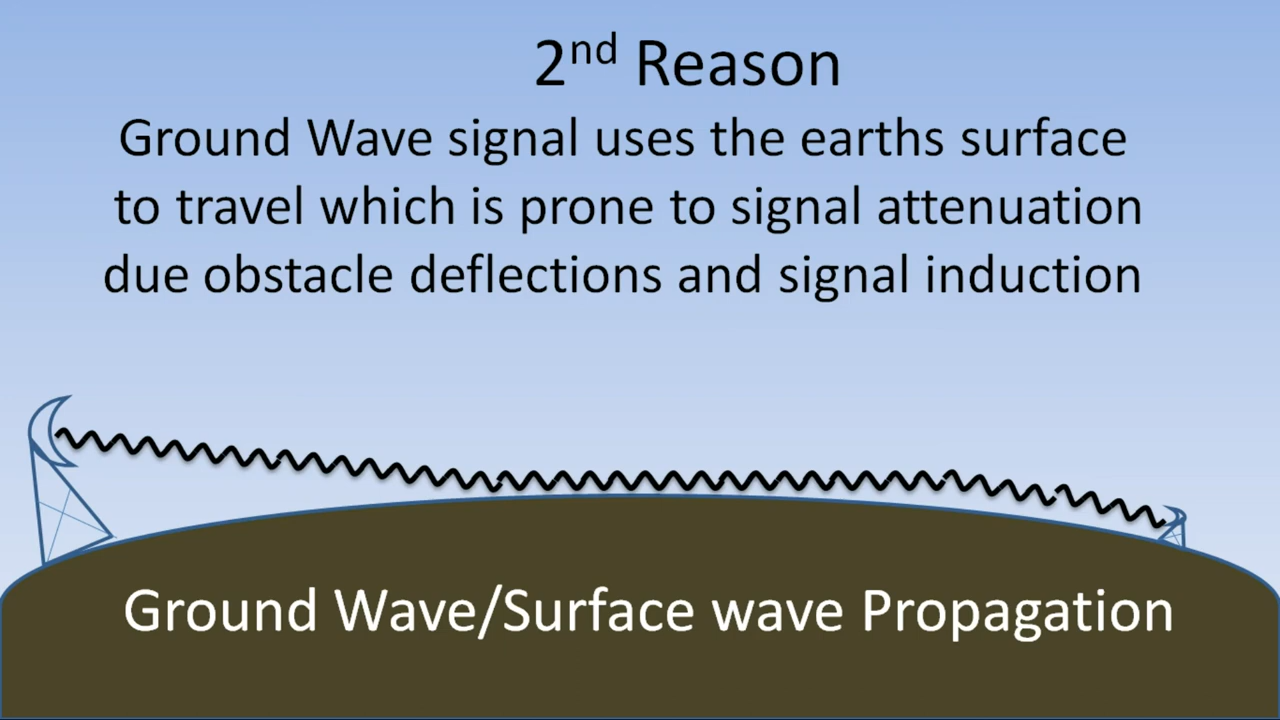 2nd Reason
Ground Wave signal uses the earths surface
to travel which is prone to signal attenuation
due obstacle deflections and signal induction
Ground Wave/Surface wave Propagation